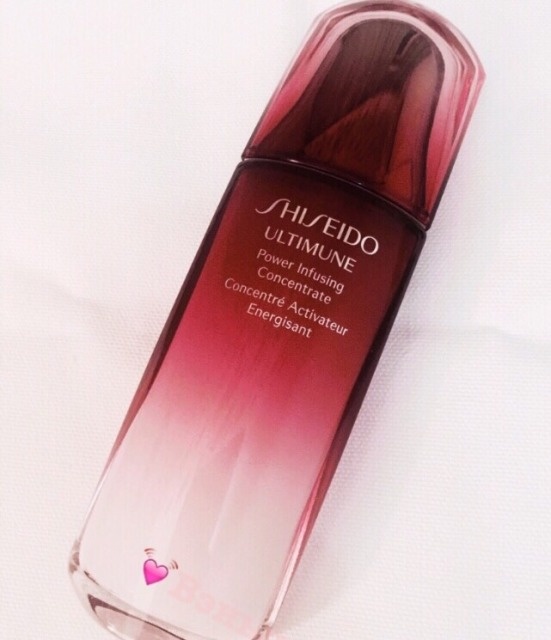 SHISEIDO
ULTIMUNE
Power Infusing
Concentrate
Concentré Activateur
Energisant